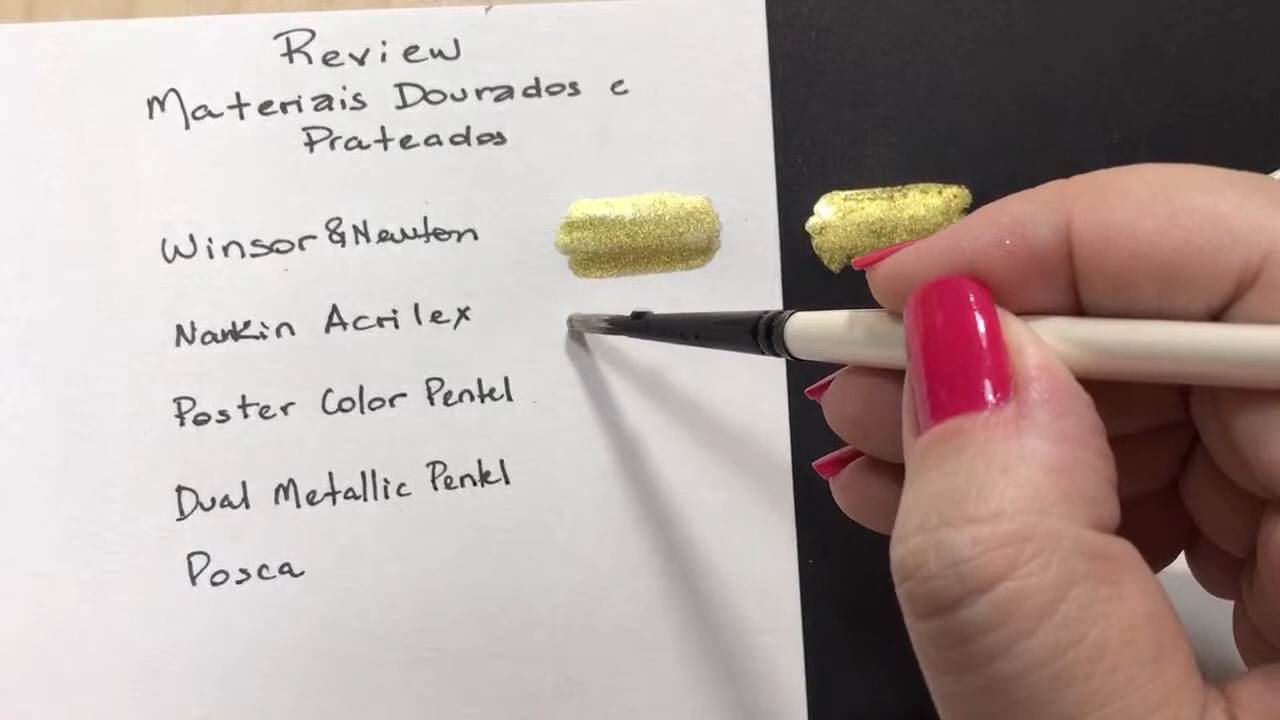 Review
Materiais Dourados e
Prateados
Winsor & Newton
Nankin Acrilex
Poster Color Pentel
Dual Metallic Pentel
Posca